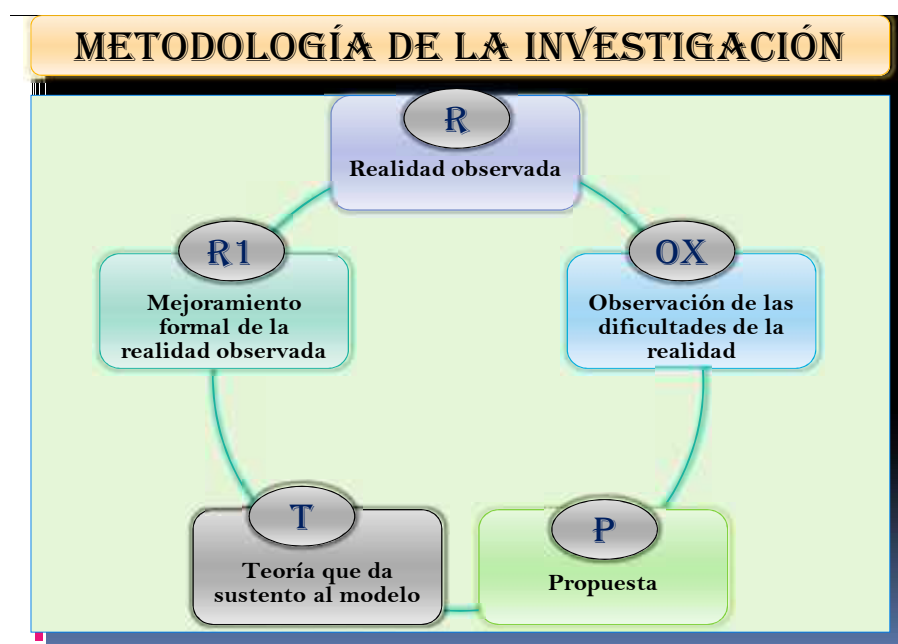 METODOLOGÍA DE LA INVESTIGACIÓN
R
Realidad observada
R1
Mejoramiento
formal de la
realidad observada
OX
Observación de las
dificultades de la
realidad
T
Teoría que da
sustento al modelo
P
Propuesta